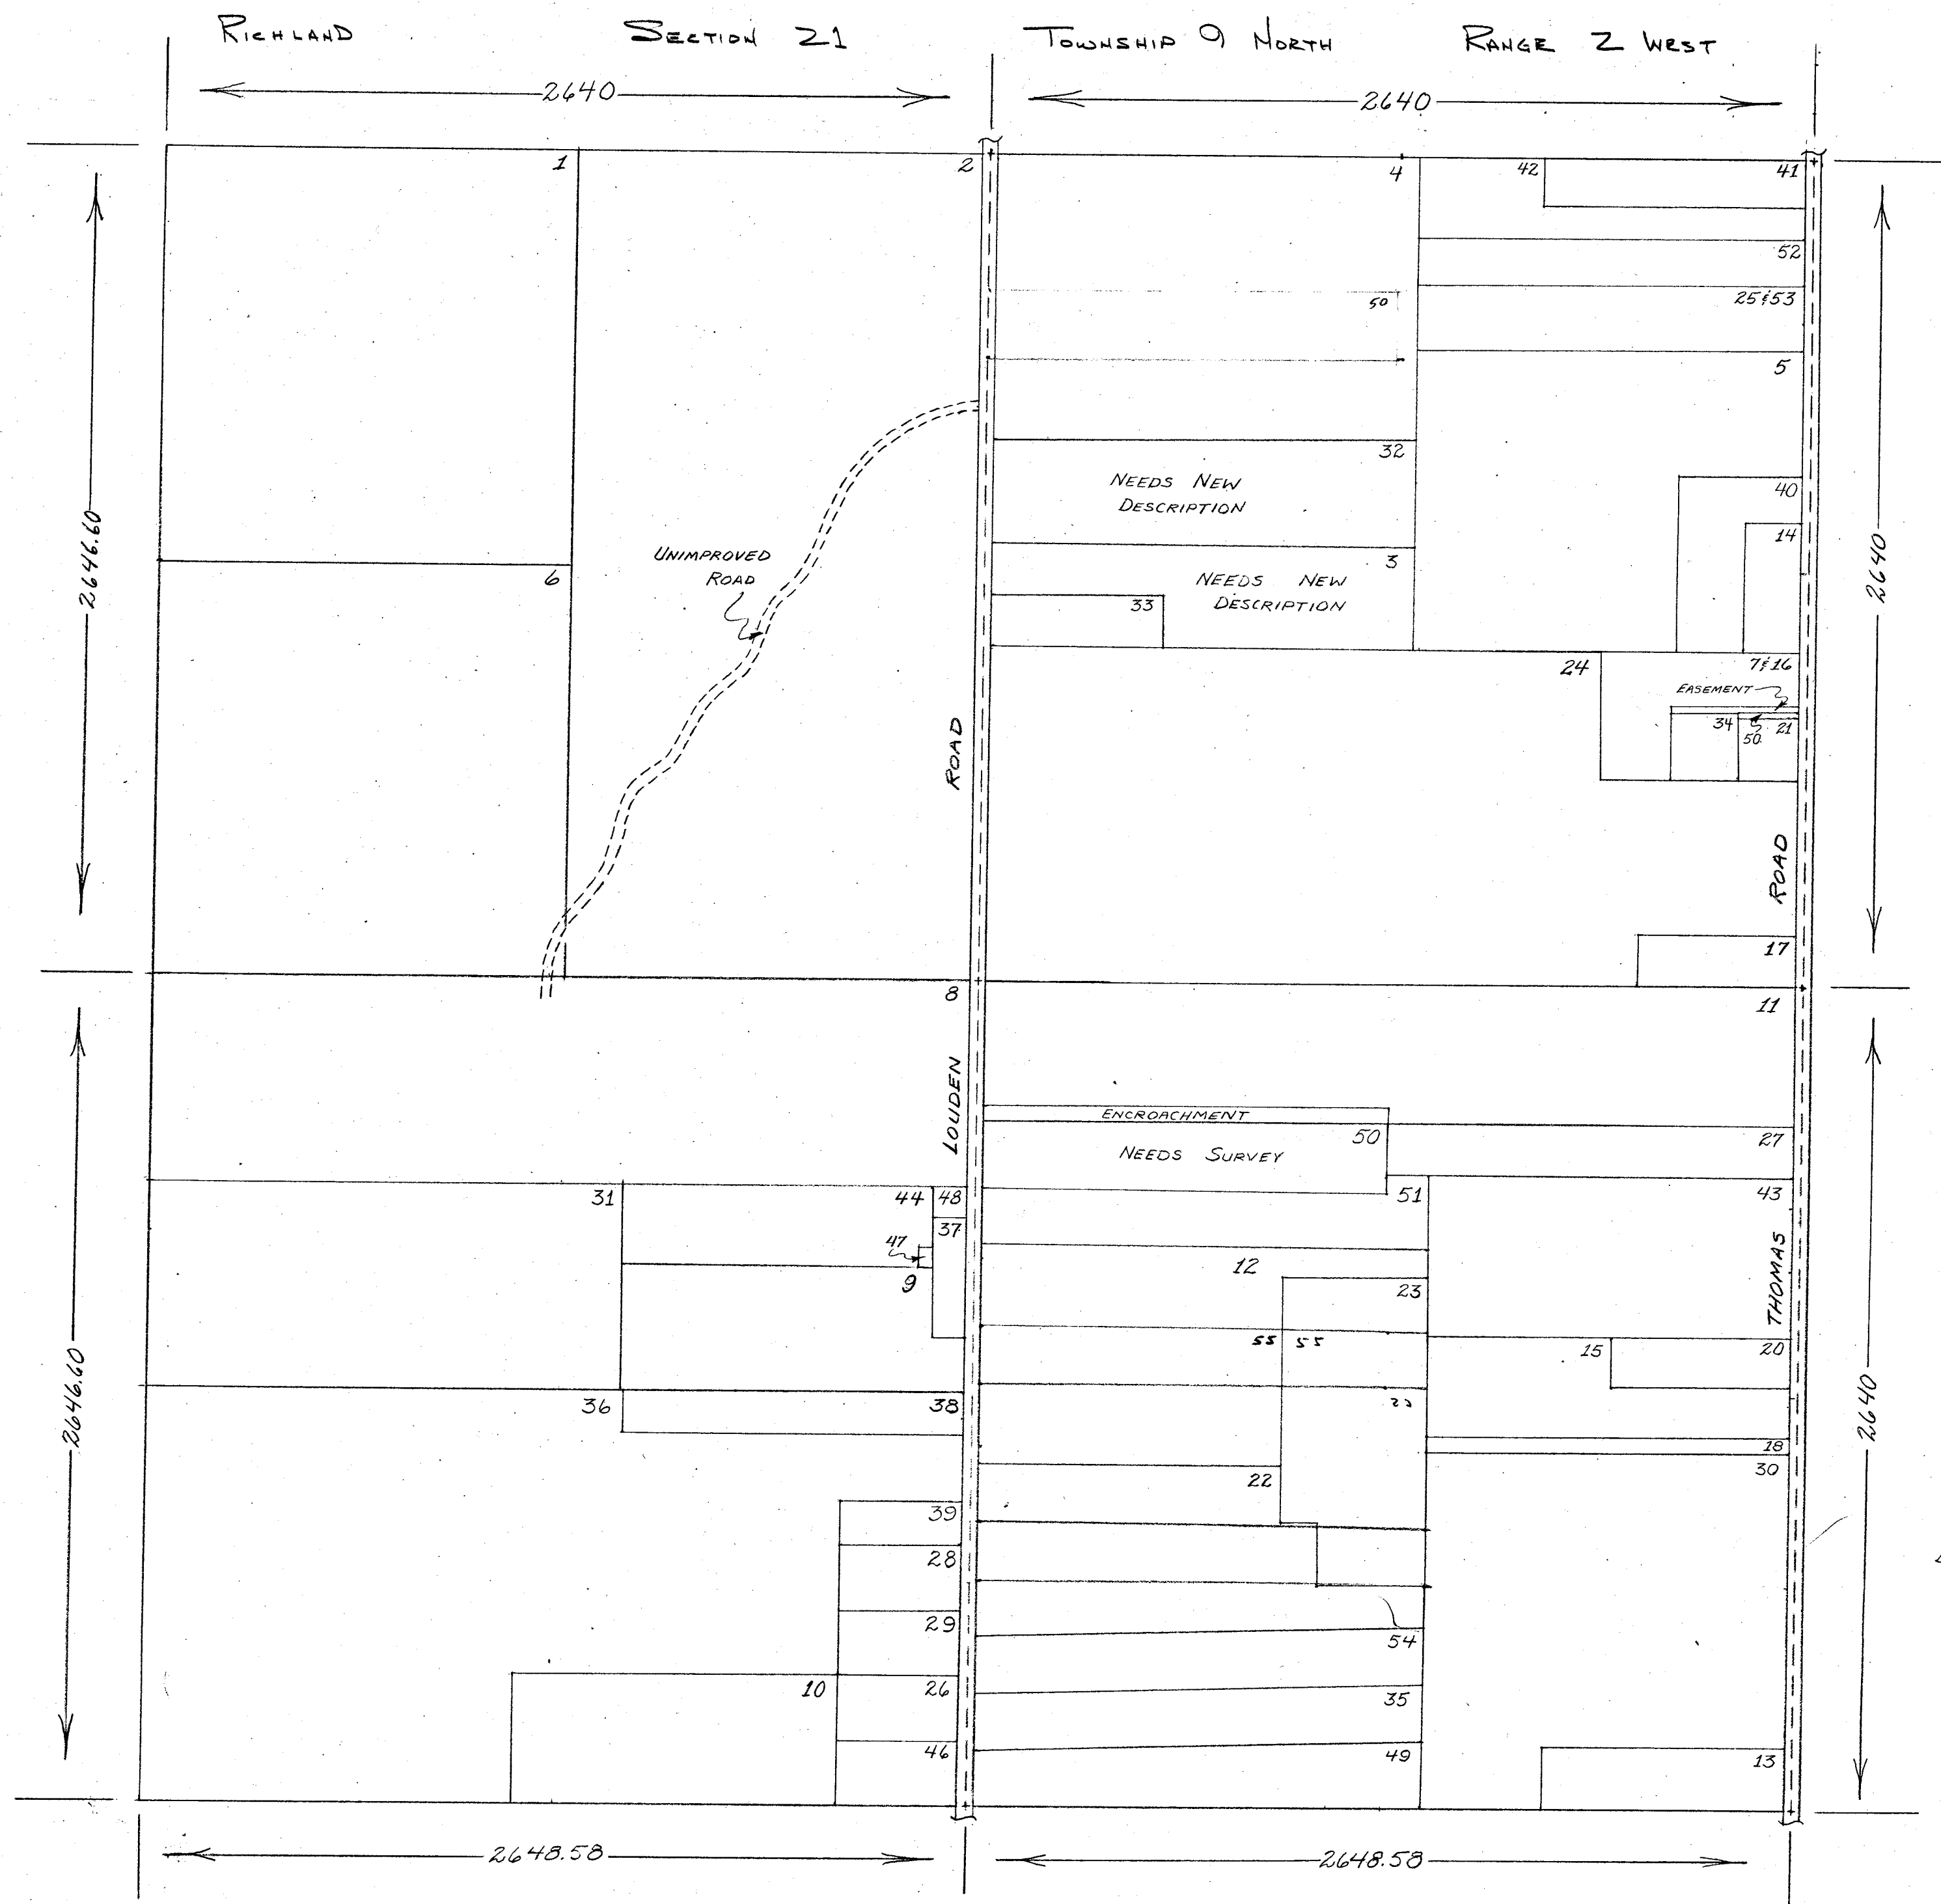 RICHLAND SECTION 21 TOWNSHIP 9 NORTH RANGE 2 WEST
2640 2640
1 2 4 42 41
52
25 & 53
50
5
32
NEEDS NEW
DESCRIPTION
40
14
2646.60
2640
UNIMPROVED
ROAD
6
3
NEEDS NEW
DESCRIPTION
33
24 7 & 16
EASEMENT
34 50 21
ROAD
ROAD
17
8 11
LOUDEN
ENCROACHMENT
50 27
NEEDS SURVEY
31 44 48 51 43
37
47
9
12
THOMAS
23
55 55
15 20
2646.60
2640
36 38
18
22 30
39
28
29 54
10 26 35
46 49 13
2648.58 2648.58